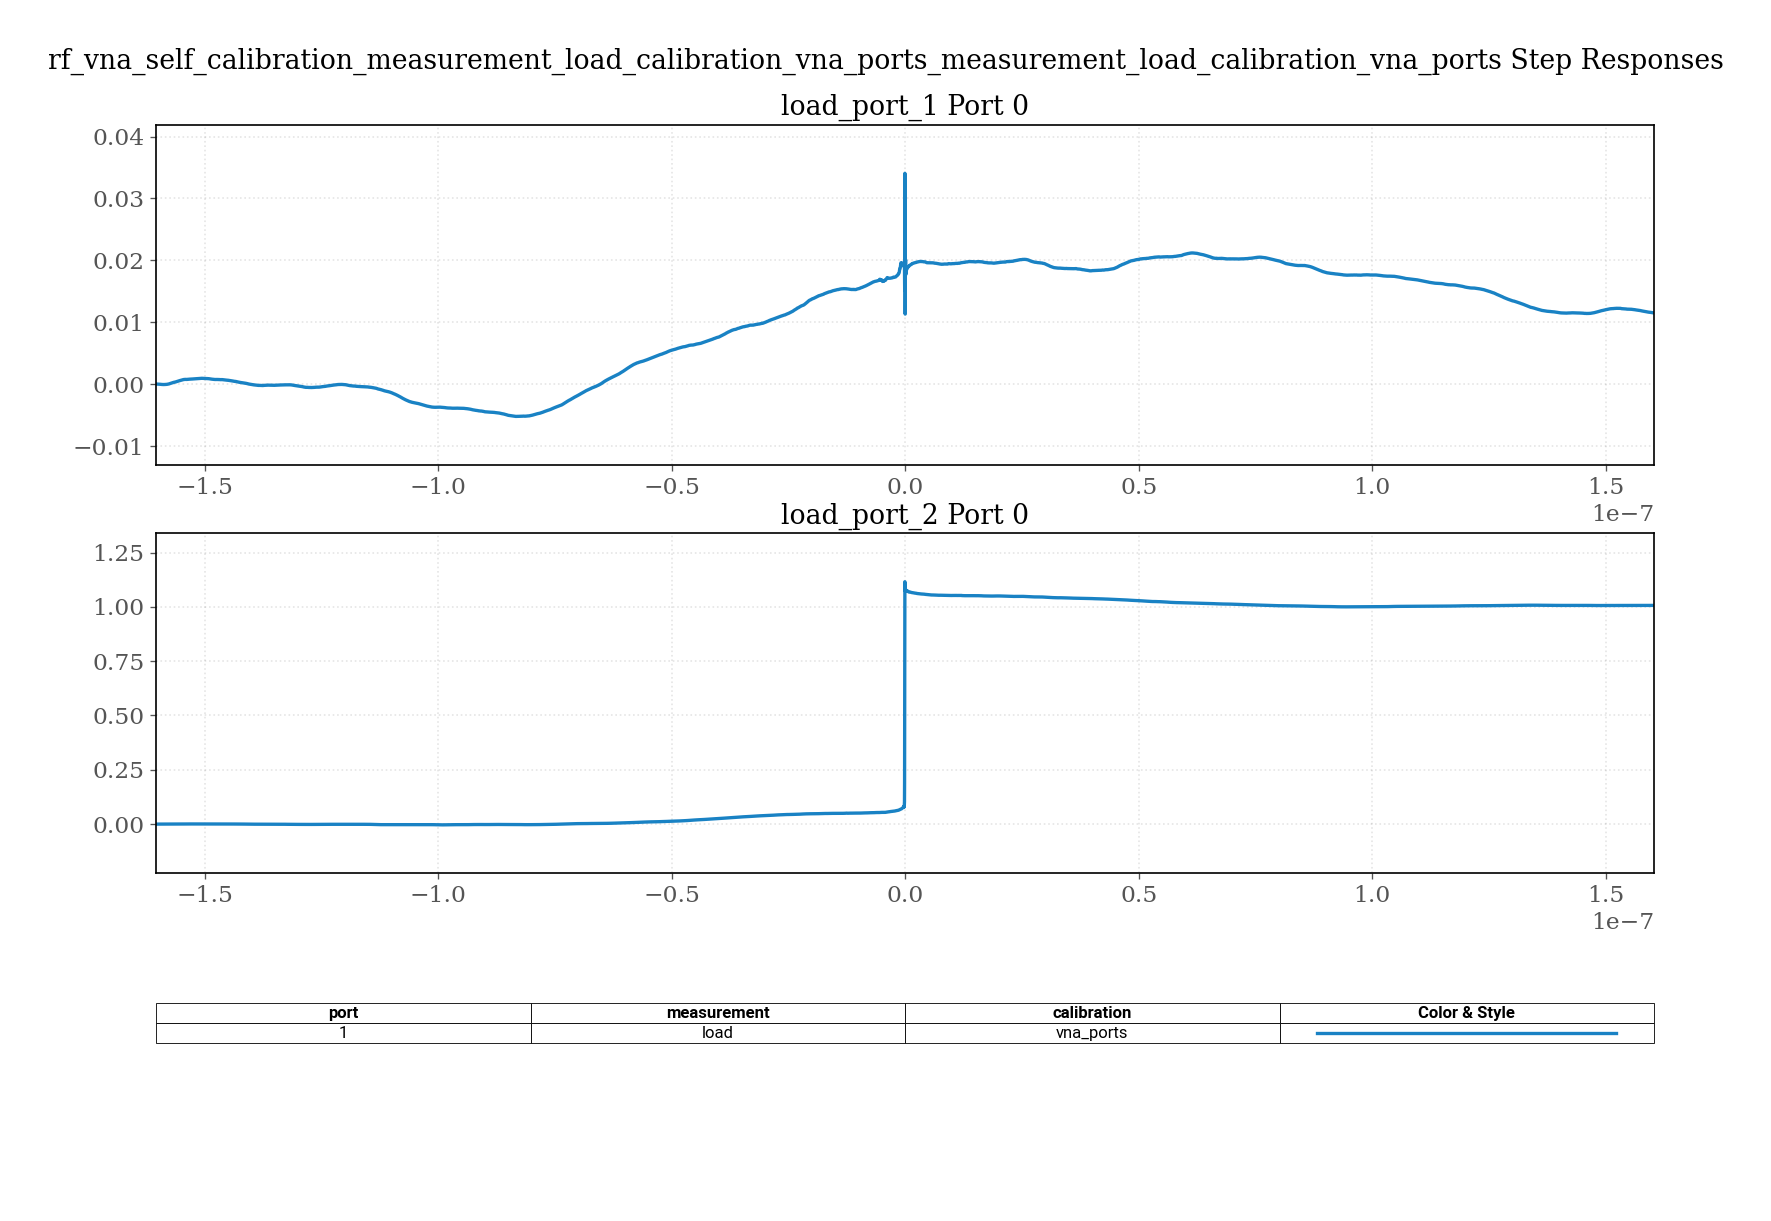 rf_vna_self_calibration_measurement_load_calibration_vna_ports_measurement_load_calibration_vna_ports Step Responses
load_port_1 Port 0
0.04
0.03
0.02
0.01
0.00
−0.01
−1.5 −1.0 −0.5 0.0 0.5 1.0 1.5
1e−7
load_port_2 Port 0
1.25
1.00
0.75
0.50
0.25
0.00
−1.5 −1.0 −0.5 0.0 0.5 1.0 1.5
1e−7
port measurement calibration Color & Style
1 load vna_ports